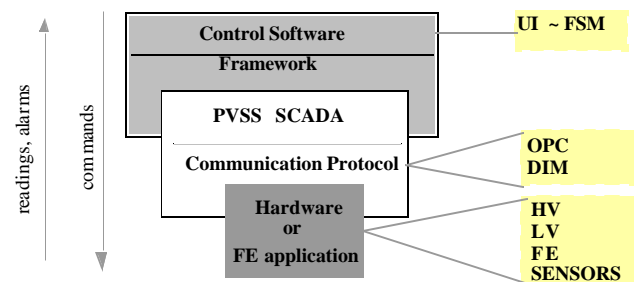 readings, alarms
commands
Control Software
Framework
PVSS SCADA
Communication Protocol
Hardware
or
FE application
UI ~ FSM
OPC
DIM
HV
LV
FE
SENSORS